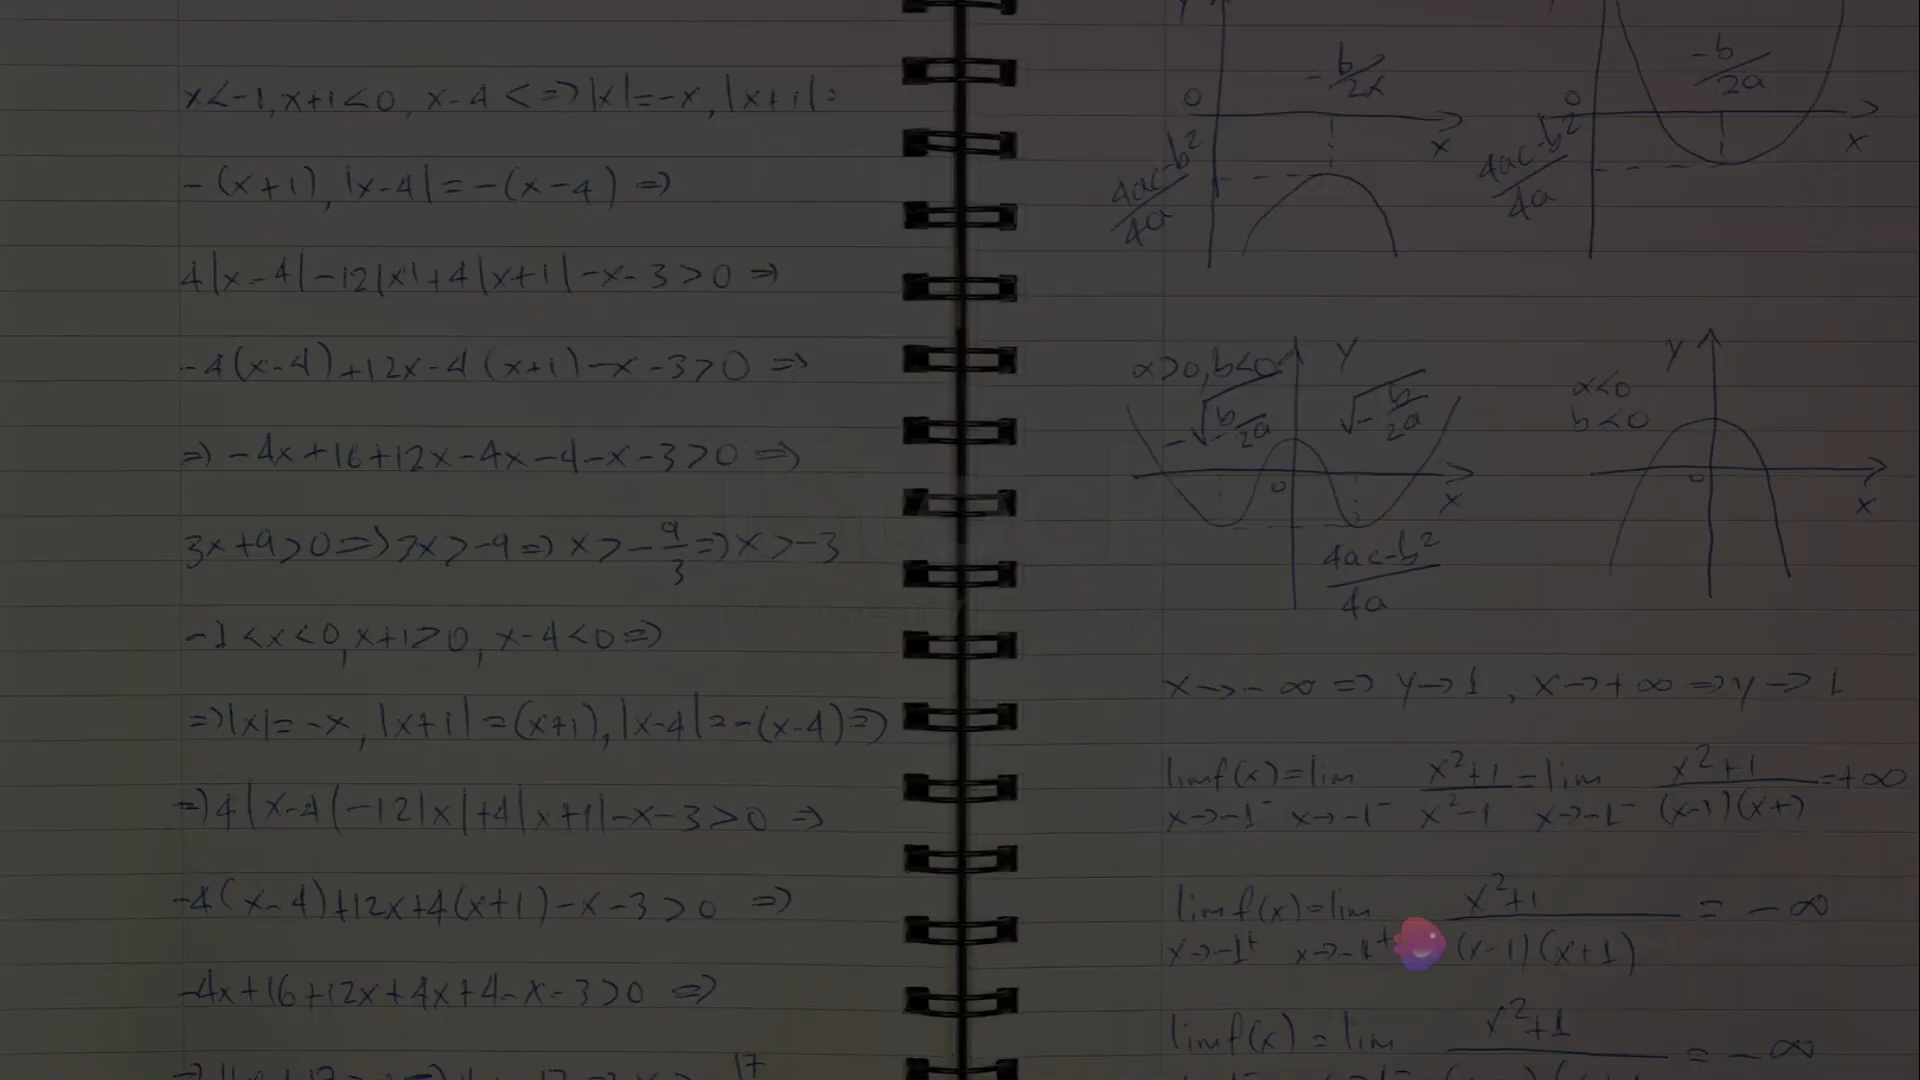 x<-1, x+1<0, x-4<=>|x|=-x, |x+1|=
-(x+1), |x-4|=-(x-4)=>
4|x-4|-12|x|+4|x+1|-x-3>0=>
-4(x-4)+12x-4(x+1)-x-3>0=>
=>-4x+16+12x-4x-4-x-3>0=>
3x+9>0=>3x>-9=>x>-9/3=>x>-3
-1<x<0, x+1>0, x-4<0=>
=>|x|=-x, |x+1|=(x+1), |x-4|=-(x-4)=>
=>4|x-4|-12|x|+4|x+1|-x-3>0=>
-4(x-4)+12x+4(x+1)-x-3>0=>
-4x+16+12x+4x+4-x-3>0=>
17
y
-b/2a
0
x
4ac-b²/4a
-b/2a
0
x
4ac-b²/4a
a>0, b<0
y
-√-b/2a
√-b/2a
0
x
4ac-b²/4a
y
a<0
b<0
0
x
x→-∞=>y→1, x→+∞=>y→1
lim f(x)=lim x²+1/x²-1=lim x²+1/(x-1)(x+)=+∞
x→-1⁻ x→-1⁻ x→-1⁻
lim f(x)=lim x²+1/(x-1)(x+1)=-∞
x→-1⁺ x→-1⁺
lim f(x)=lim x²+1 =-∞